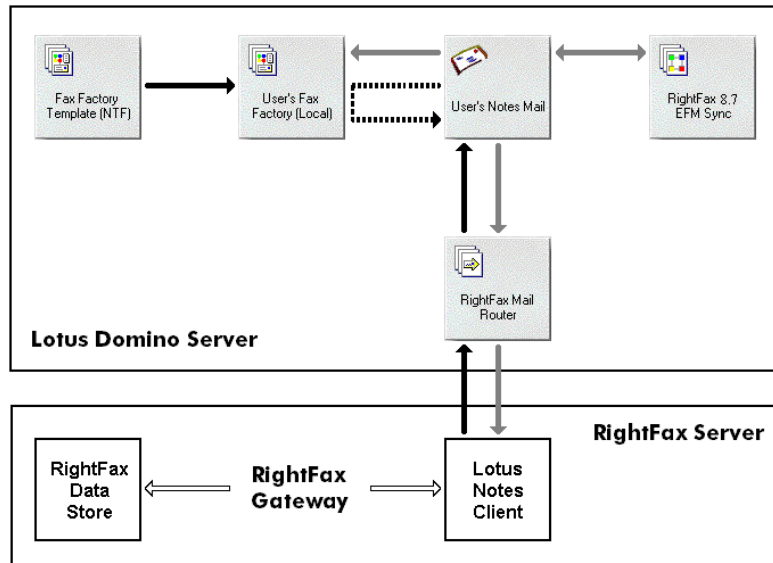 Fax Factory
Template (NTF)
User's Fax
Factory (Local)
User's Notes Mail
RightFax 8.7
EFM Sync
RightFax Mail
Router
Lotus Domino Server
RightFax Server
RightFax
Data
Store
RightFax
Gateway
Lotus
Notes
Client